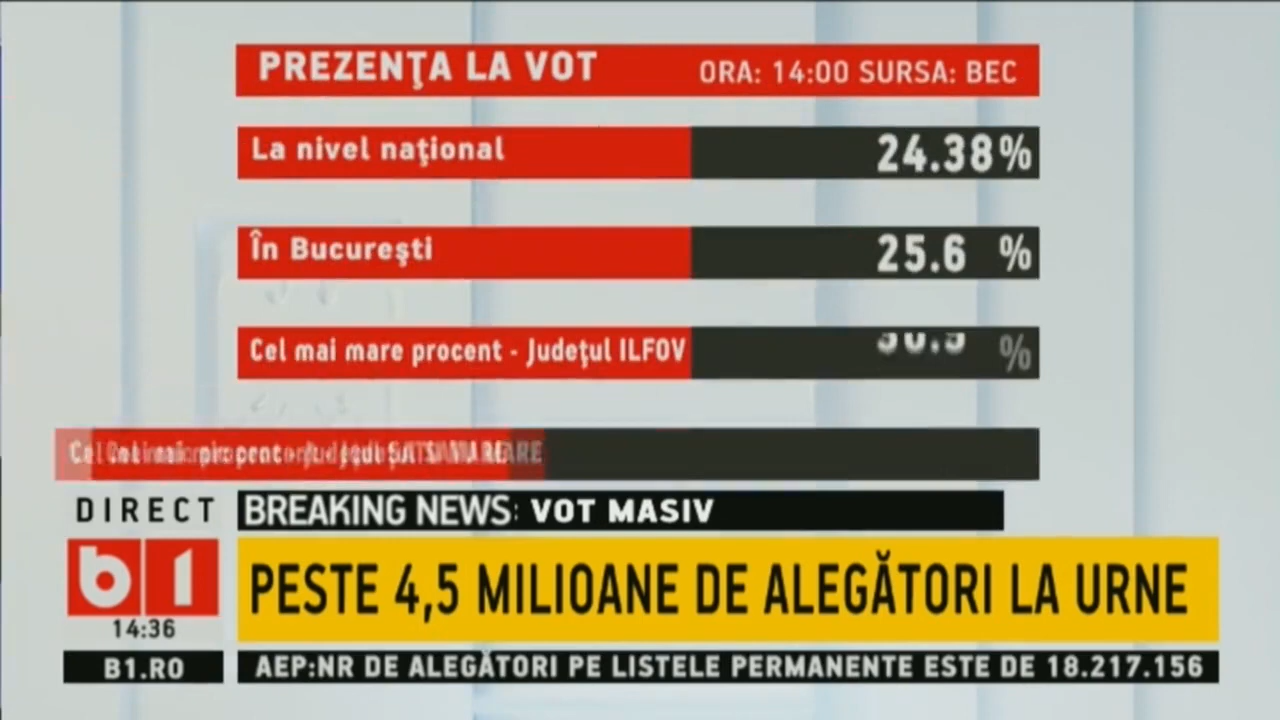 PREZENŢA LA VOT ORA: 14:00 SURSA: BEC
La nivel naţional 24.38%
În Bucureşti 25.6 %
Cel mai mare procent - Judeţul ILFOV %
DIRECT BREAKING NEWS: VOT MASIV
b1 PESTE 4,5 MILIOANE DE ALEGĂTORI LA URNE
14:36
B1.RO AEP:NR DE ALEGĂTORI PE LISTELE PERMANENTE ESTE DE 18.217.156